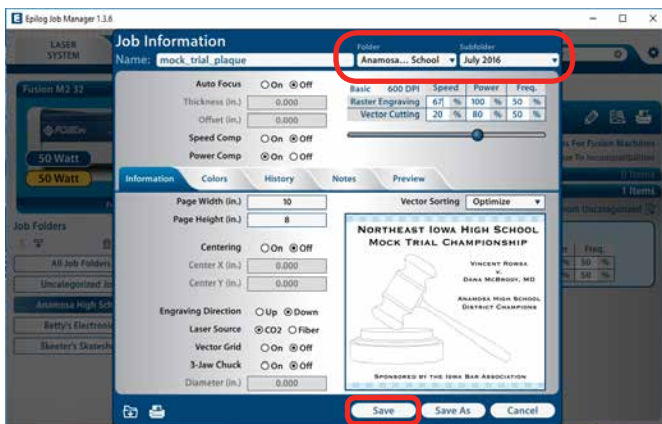 Epilog Job Manager 1.3.6
LASER SYSTEM
Job Information
Name: mock_trial_plaque
Folder
Anamosa... School
Subfolder
July 2016
Auto Focus On Off
Thickness (in.) 0.000
Offset (in.) 0.000
Speed Comp On Off
Power Comp On Off
Basic 600 DPI Speed Power Freq.
Raster Engraving 67 % 100 % 50 %
Vector Cutting 20 % 80 % 50 %
Information Colors History Notes Preview
Page Width (in.) 10
Page Height (in.) 8
Centering On Off
Center X (in.) 0.000
Center Y (in.) 0.000
Engraving Direction Up Down
Laser Source CO2 Fiber
Vector Grid On Off
3-Jaw Chuck On Off
Diameter (in.) 0.000
Vector Sorting Optimize
Northeast Iowa High School
Mock Trial Championship
Vincent Rowsa
v.
Dana McBrody, MD
Anamosa High School
District Champions
Sponsored by the Iowa Bar Association
Save Save As Cancel
Fusion M2 32
50 Watt
50 Watt
Job Folders
All Job Folders
Uncategorized
Anamosa High Sch
Betty's Electroni
Skeeter's Skatesh
0 Items
1 Items
Freq.
50 %
50 %